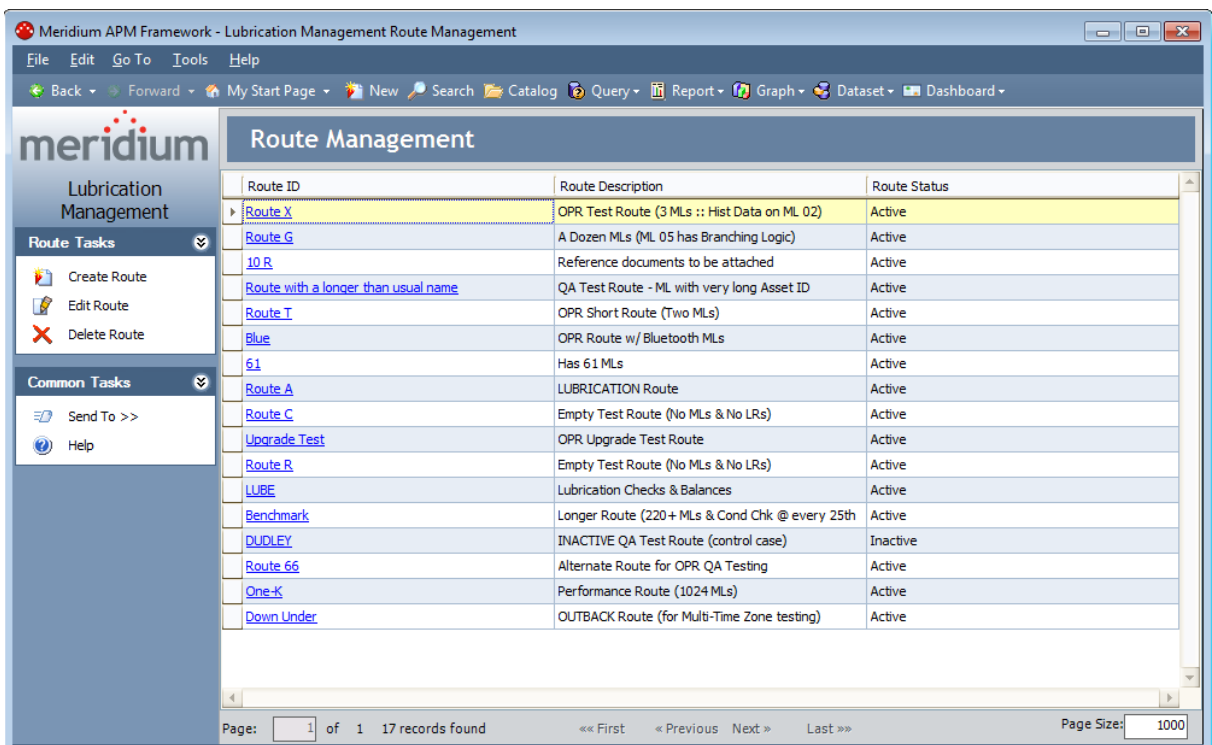 Meridium APM Framework - Lubrication Management Route Management
File Edit Go To Tools Help
Back Forward My Start Page New Search Catalog Query Report Graph Dataset Dashboard
meridium
Lubrication
Management
Route Tasks
Create Route
Edit Route
Delete Route
Common Tasks
Send To >>
Help
Route Management
Route ID Route Description Route Status
Route X OPR Test Route (3 MLs :: Hist Data on ML 02) Active
Route G A Dozen MLs (ML 05 has Branching Logic) Active
10 R Reference documents to be attached Active
Route with a longer than usual name QA Test Route - ML with very long Asset ID Active
Route T OPR Short Route (Two MLs) Active
Blue OPR Route w/ Bluetooth MLs Active
61 Has 61 MLs Active
Route A LUBRICATION Route Active
Route C Empty Test Route (No MLs & No LRs) Active
Upgrade Test OPR Upgrade Test Route Active
Route R Empty Test Route (No MLs & No LRs) Active
LUBE Lubrication Checks & Balances Active
Benchmark Longer Route (220+ MLs & Cond Chk @ every 25th Active
DUDLEY INACTIVE QA Test Route (control case) Inactive
Route 66 Alternate Route for OPR QA Testing Active
One-K Performance Route (1024 MLs) Active
Down Under OUTBACK Route (for Multi-Time Zone testing) Active
Page: 1 of 1 17 records found «« First « Previous Next » Last »» Page Size: 1000